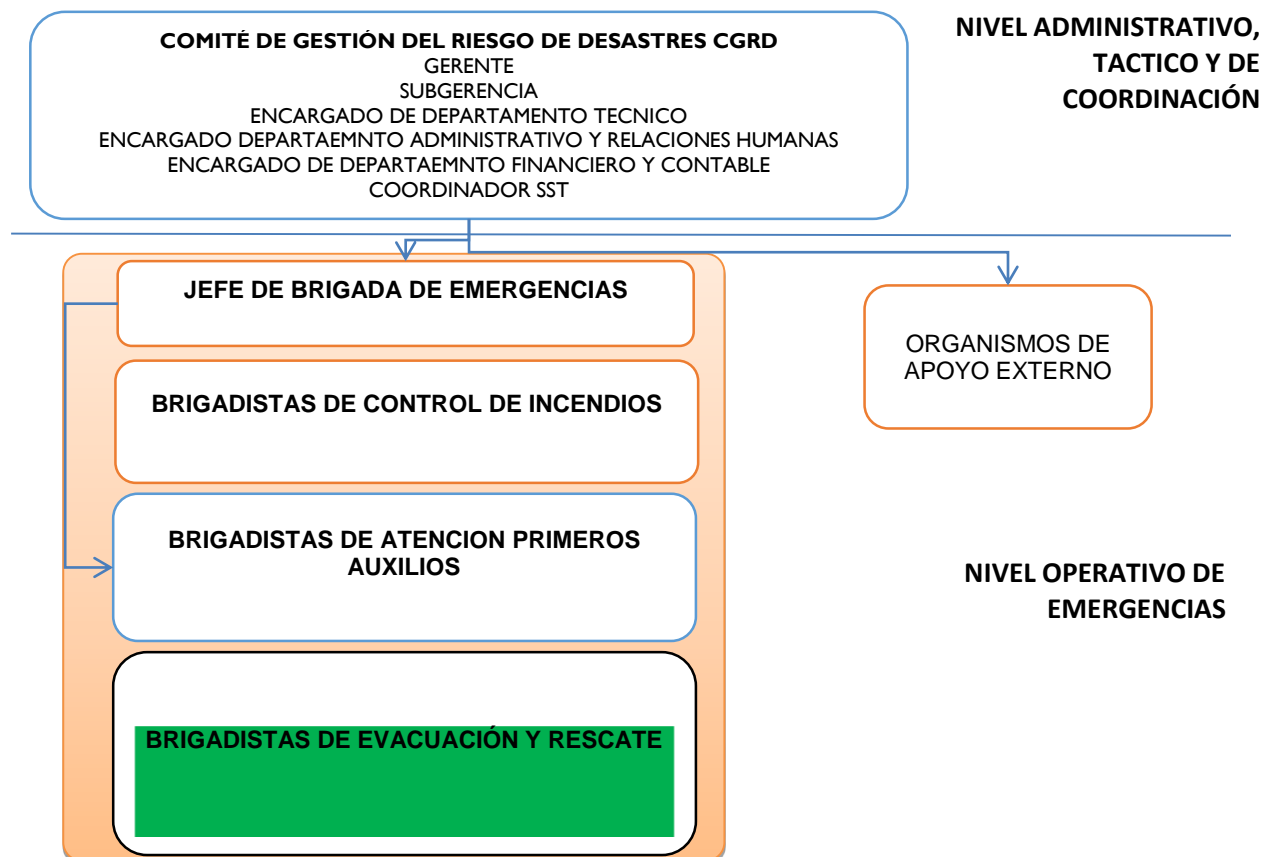 COMITÉ DE GESTIÓN DEL RIESGO DE DESASTRES CGRD
GERENTE
SUBGERENCIA
ENCARGADO DE DEPARTAMENTO TECNICO
ENCARGADO DEPARTAEMNTO ADMINISTRATIVO Y RELACIONES HUMANAS
ENCARGADO DE DEPARTAEMNTO FINANCIERO Y CONTABLE
COORDINADOR SST
NIVEL ADMINISTRATIVO,
TACTICO Y DE
COORDINACIÓN
JEFE DE BRIGADA DE EMERGENCIAS
ORGANISMOS DE
APOYO EXTERNO
BRIGADISTAS DE CONTROL DE INCENDIOS
BRIGADISTAS DE ATENCION PRIMEROS
AUXILIOS
NIVEL OPERATIVO DE
EMERGENCIAS
BRIGADISTAS DE EVACUACIÓN Y RESCATE